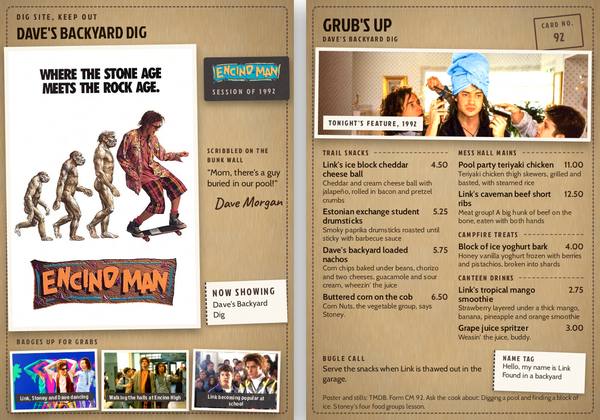 DIG SITE, KEEP OUT
DAVE'S BACKYARD DIG
WHERE THE STONE AGE
MEETS THE ROCK AGE.
ENCINO MAN
ENCINO MAN
SESSION OF 1992
SCRIBBLED ON THE
BUNK WALL
"Mom, there's a guy
buried in our pool!"
Dave Morgan
NOW SHOWING
Dave's Backyard
Dig
BADGES UP FOR GRABS
Link, Stoney and Dave dancing
Walking the halls at Encino High
Link becoming popular at
school
GRUB'S UP
DAVE'S BACKYARD DIG
CARD NO.
92
TONIGHT'S FEATURE, 1992
TRAIL SNACKS
Link's ice block cheddar
cheese ball
4.50
Cheddar and cream cheese ball with
jalapeño, rolled in bacon and pretzel
crumbs
Estonian exchange student
drumsticks
5.25
Smoky paprika drumsticks roasted until
sticky with barbecue sauce
Dave's backyard loaded
nachos
5.75
Corn chips baked under beans, chorizo
and two cheeses, guacamole and sour
cream, wheezin' the juice
Buttered corn on the cob
6.50
Corn Nuts, the vegetable group, says
Stoney.
MESS HALL MAINS
Pool party teriyaki chicken
11.00
Teriyaki chicken thigh skewers, grilled and
basted, with steamed rice
Link's caveman beef short
ribs
12.50
Meat group! A big hunk of beef on the
bone, eaten with both hands
CAMPFIRE TREATS
Block of ice yoghurt bark
4.00
Honey vanilla yoghurt frozen with berries
and pistachios, broken into shards
CANTEEN DRINKS
Link's tropical mango
smoothie
2.75
Strawberry layered under a thick mango,
banana, pineapple and orange smoothie
Grape juice spritzer
3.00
Weasin' the juice, buddy.
BUGLE CALL
Serve the snacks when Link is thawed out in the
garage.
NAME TAG
Hello, my name is Link
Found in a backyard
Poster and stills: TMDB. Form CM 92. Ask the cook about: Digging a pool and finding a block of
ice. Stoney's four food groups lesson.